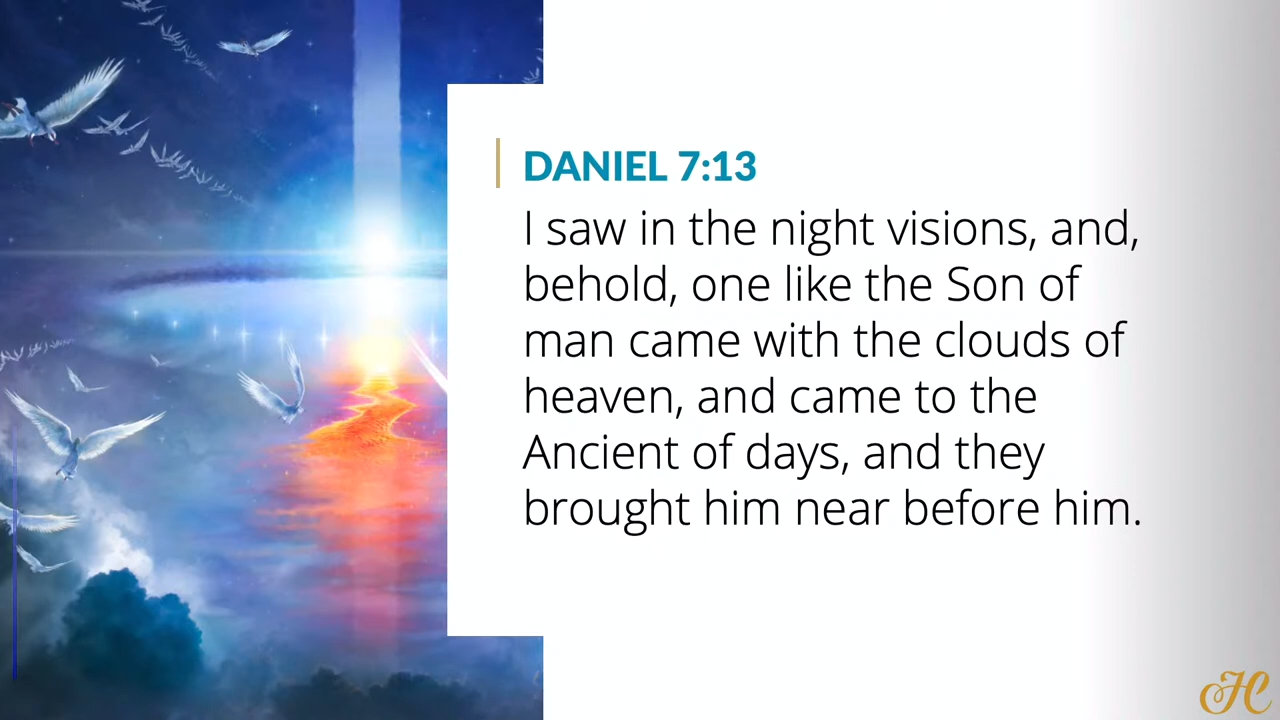 DANIEL 7:13
I saw in the night visions, and,
behold, one like the Son of
man came with the clouds of
heaven, and came to the
Ancient of days, and they
brought him near before him.
HC